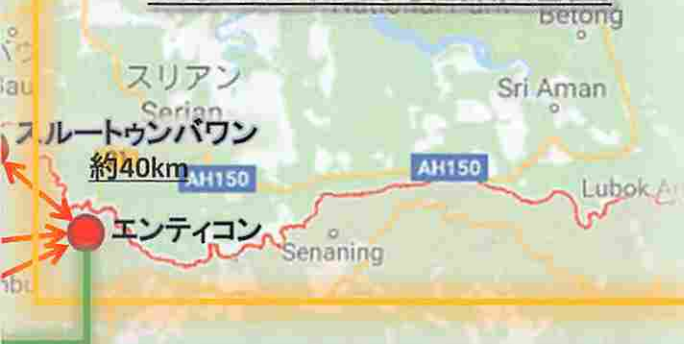 Betong
スリアン
Serian
Sri Aman
スルートゥンバワン
約40km
AH150
AH150
Lubok
エンティコン
Senaning